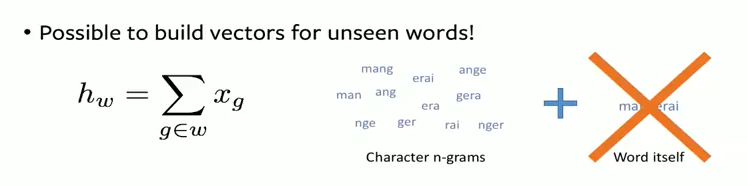 • Possible to build vectors for unseen words!
h_w = ∑_{g∈w} x_g
mang erai ange
man ang gera
era
nge ger rai nger
+
Character n-grams
Word itself